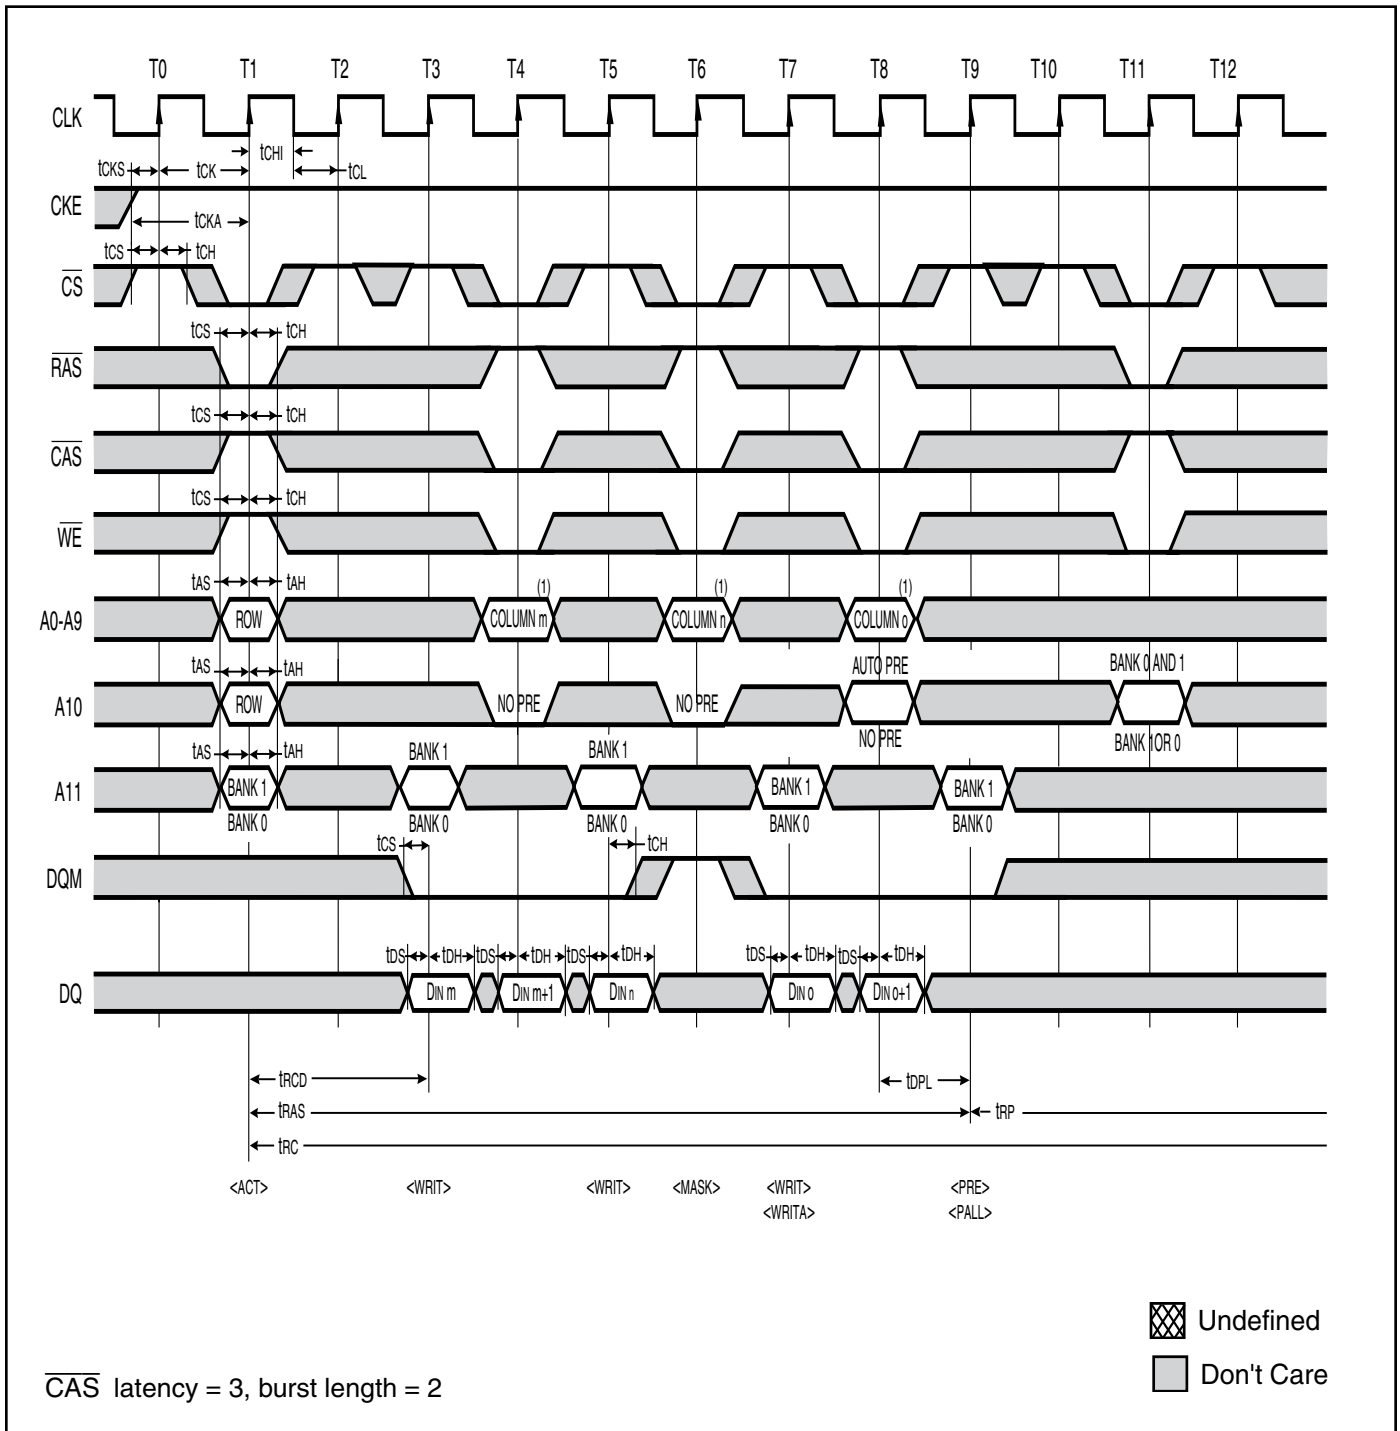 T0 T1 T2 T3 T4 T5 T6 T7 T8 T9 T10 T11 T12
CLK
tCHI
tCKS tCK tCL
CKE
tCKA
tCS tCH
CS
tCS tCH
RAS
tCS tCH
CAS
tCS tCH
WE
tAS tAH (1) (1) (1)
A0-A9 ROW COLUMN m COLUMN n COLUMN o
tAS tAH AUTO PRE BANK 0 AND 1
A10 ROW NO PRE NO PRE
NO PRE BANK 1OR 0
tAS tAH BANK 1 BANK 1
A11 BANK 1 BANK 1 BANK 1
BANK 0 BANK 0 BANK 0 BANK 0 BANK 0
tCS tCH
DQM
tDS tDH tDS tDH tDS tDH tDS tDH tDS tDH
DQ DIN m DIN m+1 DIN n DIN o DIN o+1
tRCD tDPL
tRAS tRP
tRC
<ACT> <WRIT> <WRIT> <MASK> <WRIT> <PRE>
<WRITA> <PALL>
Undefined
Don't Care
CAS latency = 3, burst length = 2